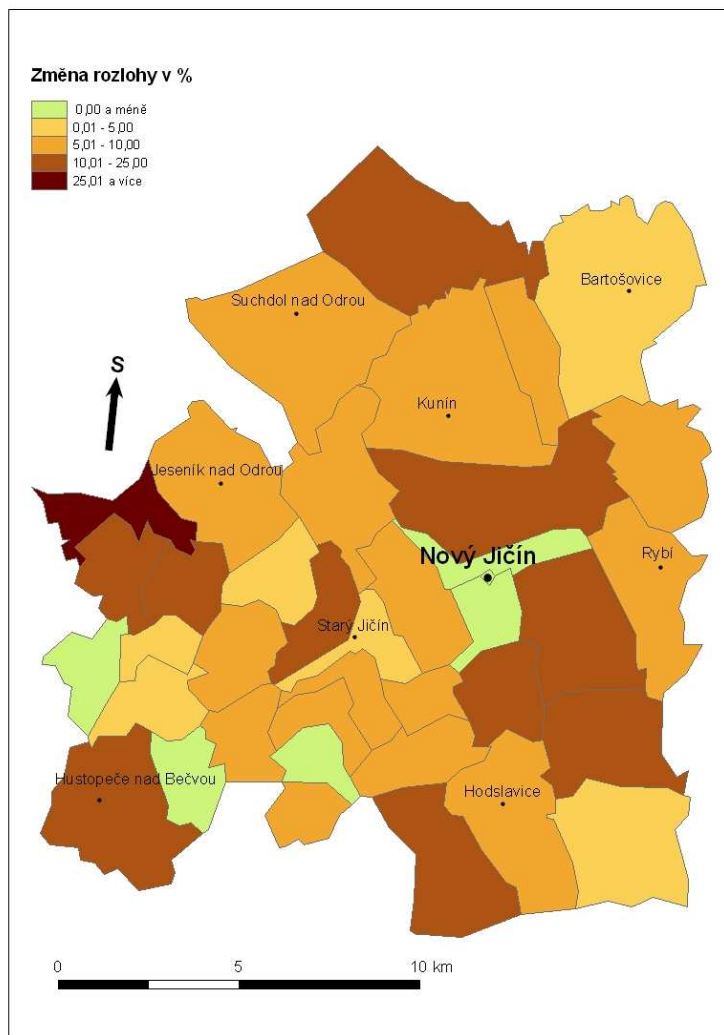 Změna rozlohy v %
0,00 a méně
0,01 - 5,00
5,01 - 10,00
10,01 - 25,00
25,01 a více
Bartošovice
Suchdol nad Odrou
S
Kunín
Jeseník nad Odrou
Nový Jičín
Rybí
Starý Jičín
Hustopeče nad Bečvou
Hodslavice
0 5 10 km